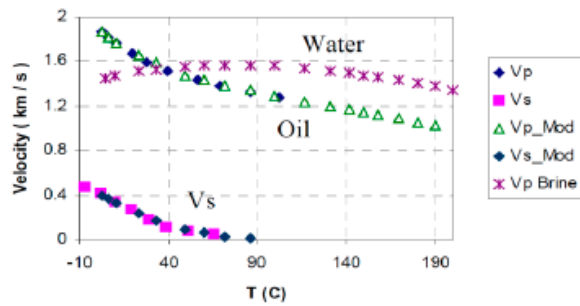 2
1.6
1.2
0.8
0.4
0
Velocity ( km / s )
Water
Oil
Vs
-10 40 90 140 190
T (C)
Vp
Vs
Vp_Mod
Vs_Mod
Vp Brine